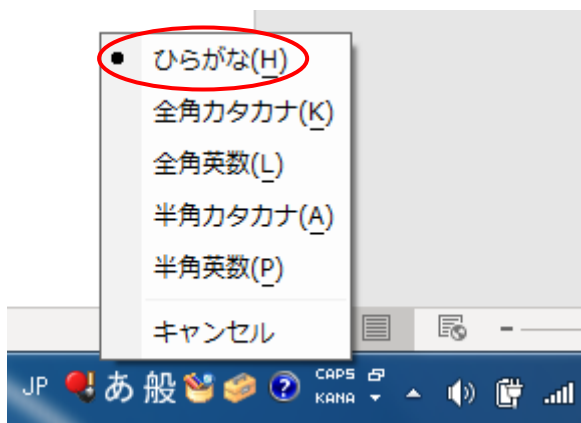 ひらがな(H)
全角カタカナ(K)
全角英数(L)
半角カタカナ(A)
半角英数(P)
キャンセル
JP あ 般 ? CAPS
KANA